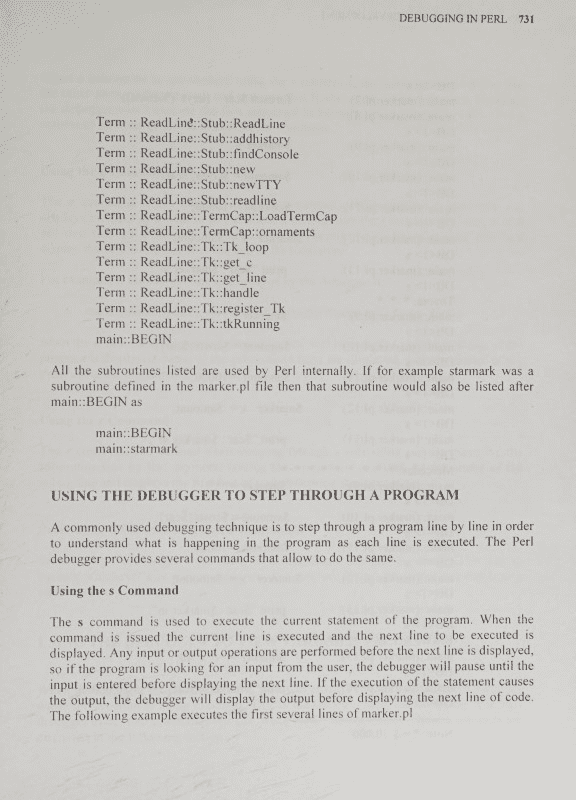 DEBUGGING IN PERL 731
Term :: ReadLine::Stub::ReadLine
Term :: ReadLine::Stub::addhistory
Term :: ReadLine::Stub::findConsole
Term :: ReadLine::Stub::new
Term :: ReadLine::Stub::newTTY
Term :: ReadLine::Stub::readline
Term :: ReadLine::TermCap::LoadTermCap
Term :: ReadLine::TermCap::ornaments
Term :: ReadLine::Tk::Tk_loop
Term :: ReadLine::Tk::get_c
Term :: ReadLine::Tk::get_line
Term :: ReadLine::Tk::handle
Term :: ReadLine::Tk::register_Tk
Term :: ReadLine::Tk::tkRunning
main::BEGIN
All the subroutines listed are used by Perl internally. If for example starmark was a
subroutine defined in the marker.pl file then that subroutine would also be listed after
main::BEGIN as
main::BEGIN
main::starmark
USING THE DEBUGGER TO STEP THROUGH A PROGRAM
A commonly used debugging technique is to step through a program line by line in order
to understand what is happening in the program as each line is executed. The Perl
debugger provides several commands that allow to do the same.
Using the s Command
The s command is used to execute the current statement of the program. When the
command is issued the current line is executed and the next line to be executed is
displayed. Any input or output operations are performed before the next line is displayed,
so if the program is looking for an input from the user, the debugger will pause until the
input is entered before displaying the next line. If the execution of the statement causes
the output, the debugger will display the output before displaying the next line of code.
The following example executes the first several lines of marker.pl